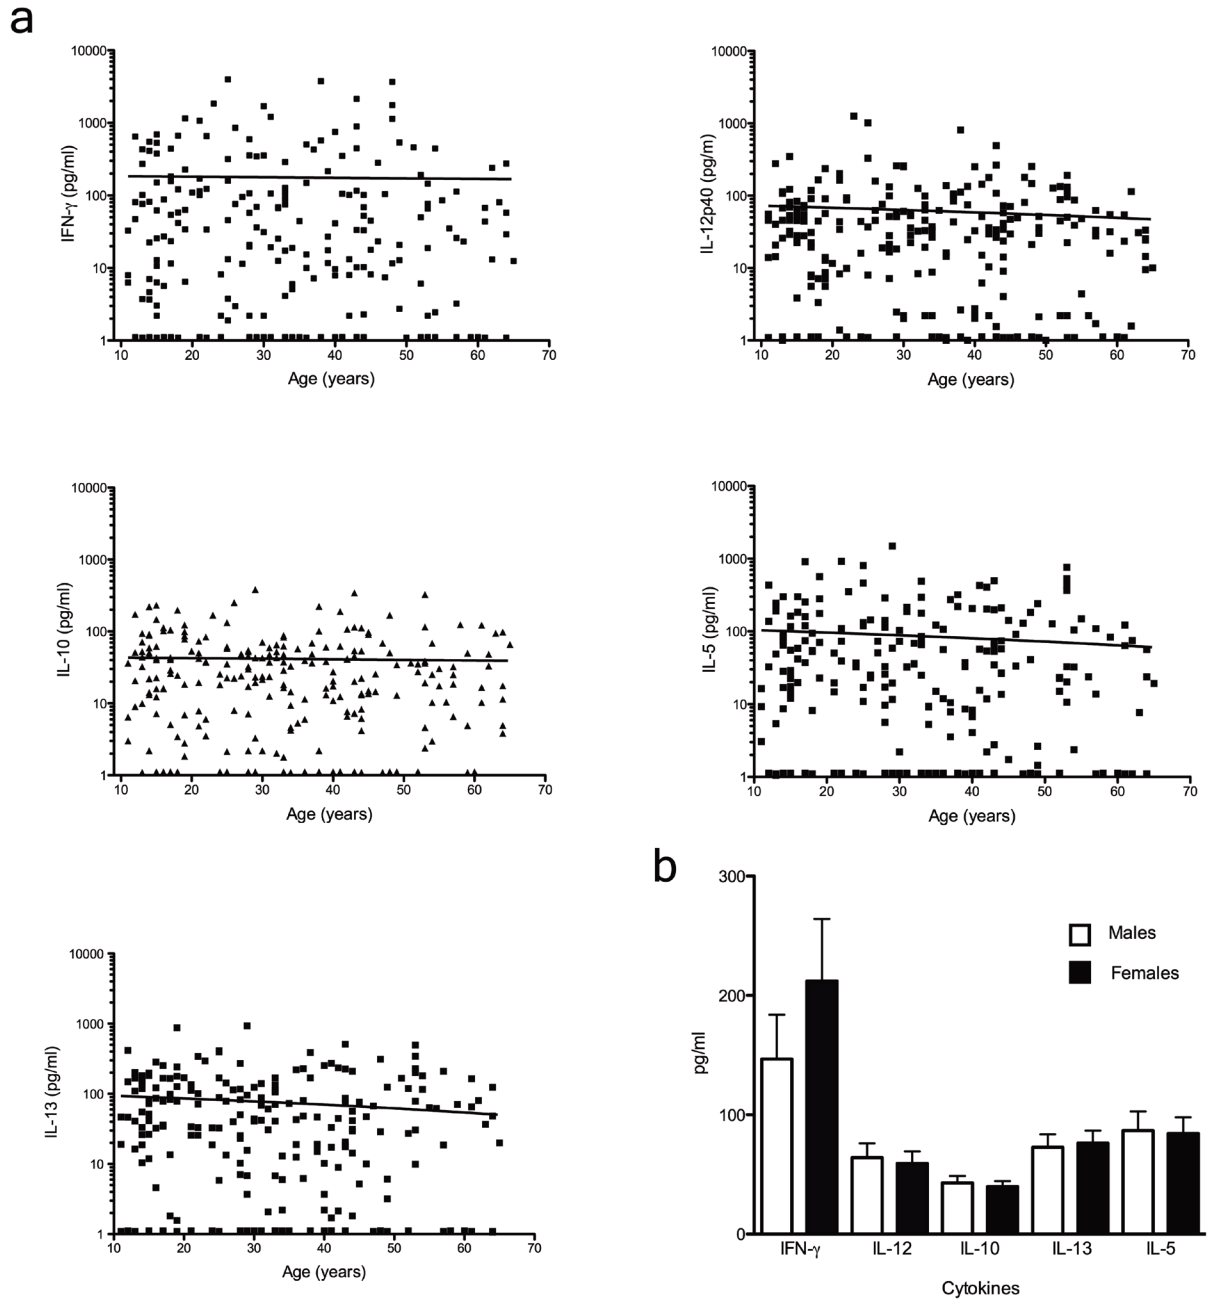 a
10000
1000
100
10
1
IFN-γ (pg/ml)
10 20 30 40 50 60 70
Age (years)
10000
1000
100
10
1
IL-12p40 (pg/m)
10 20 30 40 50 60 70
Age (years)
10000
1000
100
10
1
IL-10 (pg/ml)
10 20 30 40 50 60 70
Age (years)
10000
1000
100
10
1
IL-5 (pg/ml)
10 20 30 40 50 60 70
Age (years)
10000
1000
100
10
1
IL-13 (pg/ml)
10 20 30 40 50 60 70
Age (years)
b
300
200
100
0
pg/ml
Males
Females
IFN-γ IL-12 IL-10 IL-13 IL-5
Cytokines